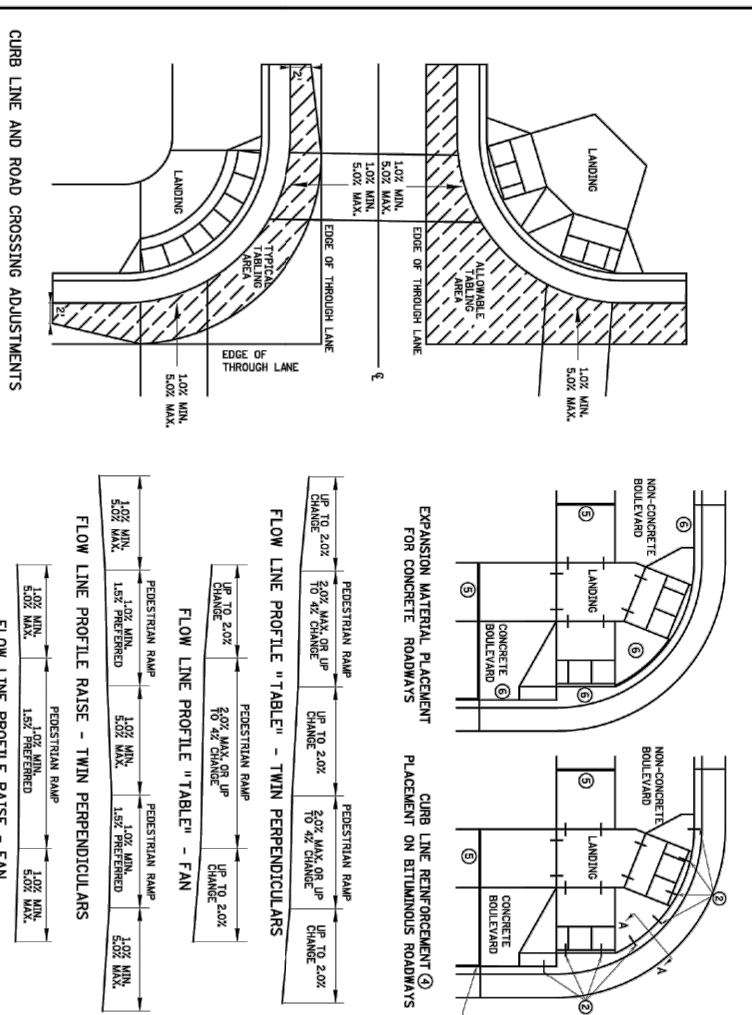 CURB LINE AND ROAD CROSSING ADJUSTMENTS
2'
LANDING
TYPICAL
TABLING
AREA
2'
1.0% MIN.
5.0% MAX.
EDGE OF
THROUGH LANE
EDGE OF THROUGH LANE
1.0% MIN.
5.0% MAX.
1.0% MIN.
5.0% MAX.
℄
EDGE OF THROUGH LANE
LANDING
ALLOWABLE
TABLING
AREA
1.0% MIN.
5.0% MAX.
NON-CONCRETE
BOULEVARD
⑥
⑤
LANDING
⑥
⑤
CONCRETE
BOULEVARD
⑥
⑥
EXPANSION MATERIAL PLACEMENT
FOR CONCRETE ROADWAYS
NON-CONCRETE
BOULEVARD
②
⑤
LANDING
A
A
⑤
CONCRETE
BOULEVARD
②
CURB LINE REINFORCEMENT ④
PLACEMENT ON BITUMINOUS ROADWAYS
PEDESTRIAN RAMP
PEDESTRIAN RAMP
UP TO 2.0%
CHANGE
2.0% MAX. OR UP
TO 4% CHANGE
UP TO 2.0%
CHANGE
2.0% MAX. OR UP
TO 4% CHANGE
UP TO 2.0%
CHANGE
FLOW LINE PROFILE "TABLE" - TWIN PERPENDICULARS
PEDESTRIAN RAMP
UP TO 2.0%
CHANGE
2.0% MAX. OR UP
TO 4% CHANGE
UP TO 2.0%
CHANGE
FLOW LINE PROFILE "TABLE" - FAN
PEDESTRIAN RAMP
PEDESTRIAN RAMP
1.0% MIN.
5.0% MAX.
1.0% MIN.
1.5% PREFERRED
1.0% MIN.
5.0% MAX.
1.0% MIN.
1.5% PREFERRED
1.0% MIN.
5.0% MAX.
FLOW LINE PROFILE RAISE - TWIN PERPENDICULARS
PEDESTRIAN RAMP
1.0% MIN.
5.0% MAX.
1.0% MIN.
1.5% PREFERRED
1.0% MIN.
5.0% MAX.
FLOW LINE PROFILE RAISE - FAN